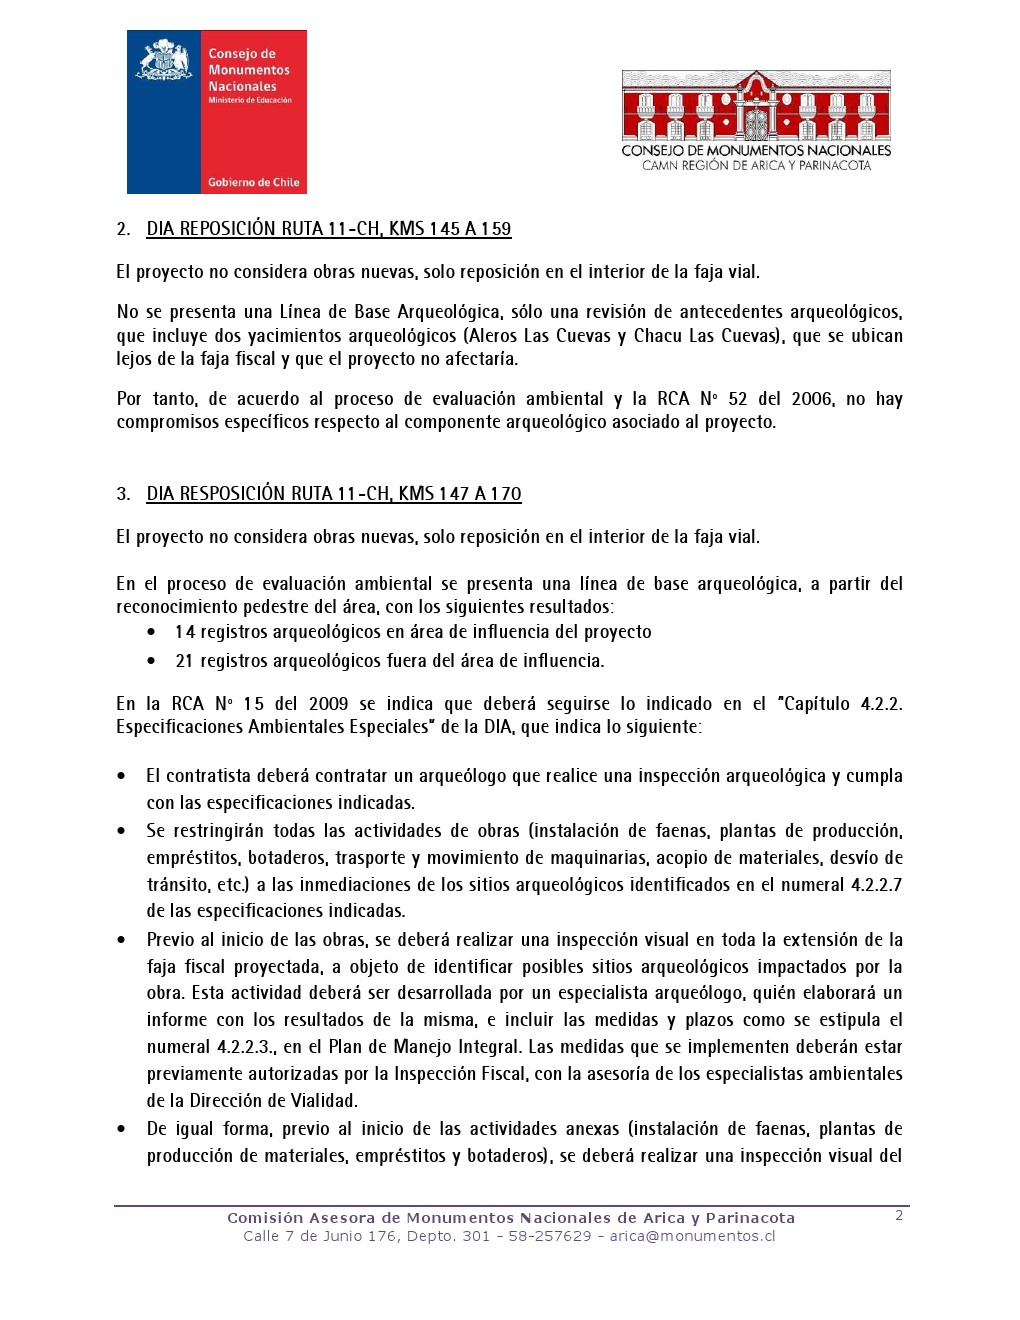 Consejo de
Monumentos
Nacionales
Ministerio de Educación
Gobierno de Chile
CONSEJO DE MONUMENTOS NACIONALES
CAMN REGIÓN DE ARICA Y PARINACOTA
2. DIA REPOSICIÓN RUTA 11-CH, KMS 145 A 159
El proyecto no considera obras nuevas, solo reposición en el interior de la faja vial.
No se presenta una Línea de Base Arqueológica, sólo una revisión de antecedentes arqueológicos,
que incluye dos yacimientos arqueológicos (Aleros Las Cuevas y Chacu Las Cuevas), que se ubican
lejos de la faja fiscal y que el proyecto no afectaría.
Por tanto, de acuerdo al proceso de evaluación ambiental y la RCA Nº 52 del 2006, no hay
compromisos específicos respecto al componente arqueológico asociado al proyecto.
3. DIA RESPOSICIÓN RUTA 11-CH, KMS 147 A 170
El proyecto no considera obras nuevas, solo reposición en el interior de la faja vial.
En el proceso de evaluación ambiental se presenta una línea de base arqueológica, a partir del
reconocimiento pedestre del área, con los siguientes resultados:
• 14 registros arqueológicos en área de influencia del proyecto
• 21 registros arqueológicos fuera del área de influencia.
En la RCA Nº 15 del 2009 se indica que deberá seguirse lo indicado en el "Capítulo 4.2.2.
Especificaciones Ambientales Especiales" de la DIA, que indica lo siguiente:
• El contratista deberá contratar un arqueólogo que realice una inspección arqueológica y cumpla
con las especificaciones indicadas.
• Se restringirán todas las actividades de obras (instalación de faenas, plantas de producción,
empréstitos, botaderos, trasporte y movimiento de maquinarias, acopio de materiales, desvío de
tránsito, etc.) a las inmediaciones de los sitios arqueológicos identificados en el numeral 4.2.2.7
de las especificaciones indicadas.
• Previo al inicio de las obras, se deberá realizar una inspección visual en toda la extensión de la
faja fiscal proyectada, a objeto de identificar posibles sitios arqueológicos impactados por la
obra. Esta actividad deberá ser desarrollada por un especialista arqueólogo, quién elaborará un
informe con los resultados de la misma, e incluir las medidas y plazos como se estipula el
numeral 4.2.2.3., en el Plan de Manejo Integral. Las medidas que se implementen deberán estar
previamente autorizadas por la Inspección Fiscal, con la asesoría de los especialistas ambientales
de la Dirección de Vialidad.
• De igual forma, previo al inicio de las actividades anexas (instalación de faenas, plantas de
producción de materiales, empréstitos y botaderos), se deberá realizar una inspección visual del
Comisión Asesora de Monumentos Nacionales de Arica y Parinacota 2
Calle 7 de Junio 176, Depto. 301 – 58-257629 – arica@monumentos.cl